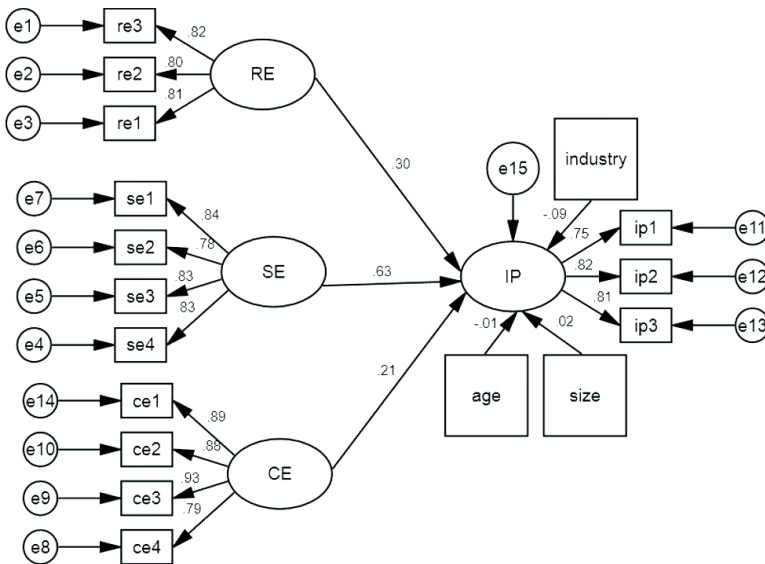 e1
re3
.82
e2
re2
.80
RE
e3
re1
.81
.30
e7
se1
.84
e6
se2
.78
SE
e5
se3
.83
e4
se4
.83
.63
e14
ce1
.89
e10
ce2
.88
CE
e9
ce3
.93
e8
ce4
.79
.21
e15
industry
-.09
IP
.75
ip1
e11
.82
ip2
e12
.81
ip3
e13
-.01
.02
age
size